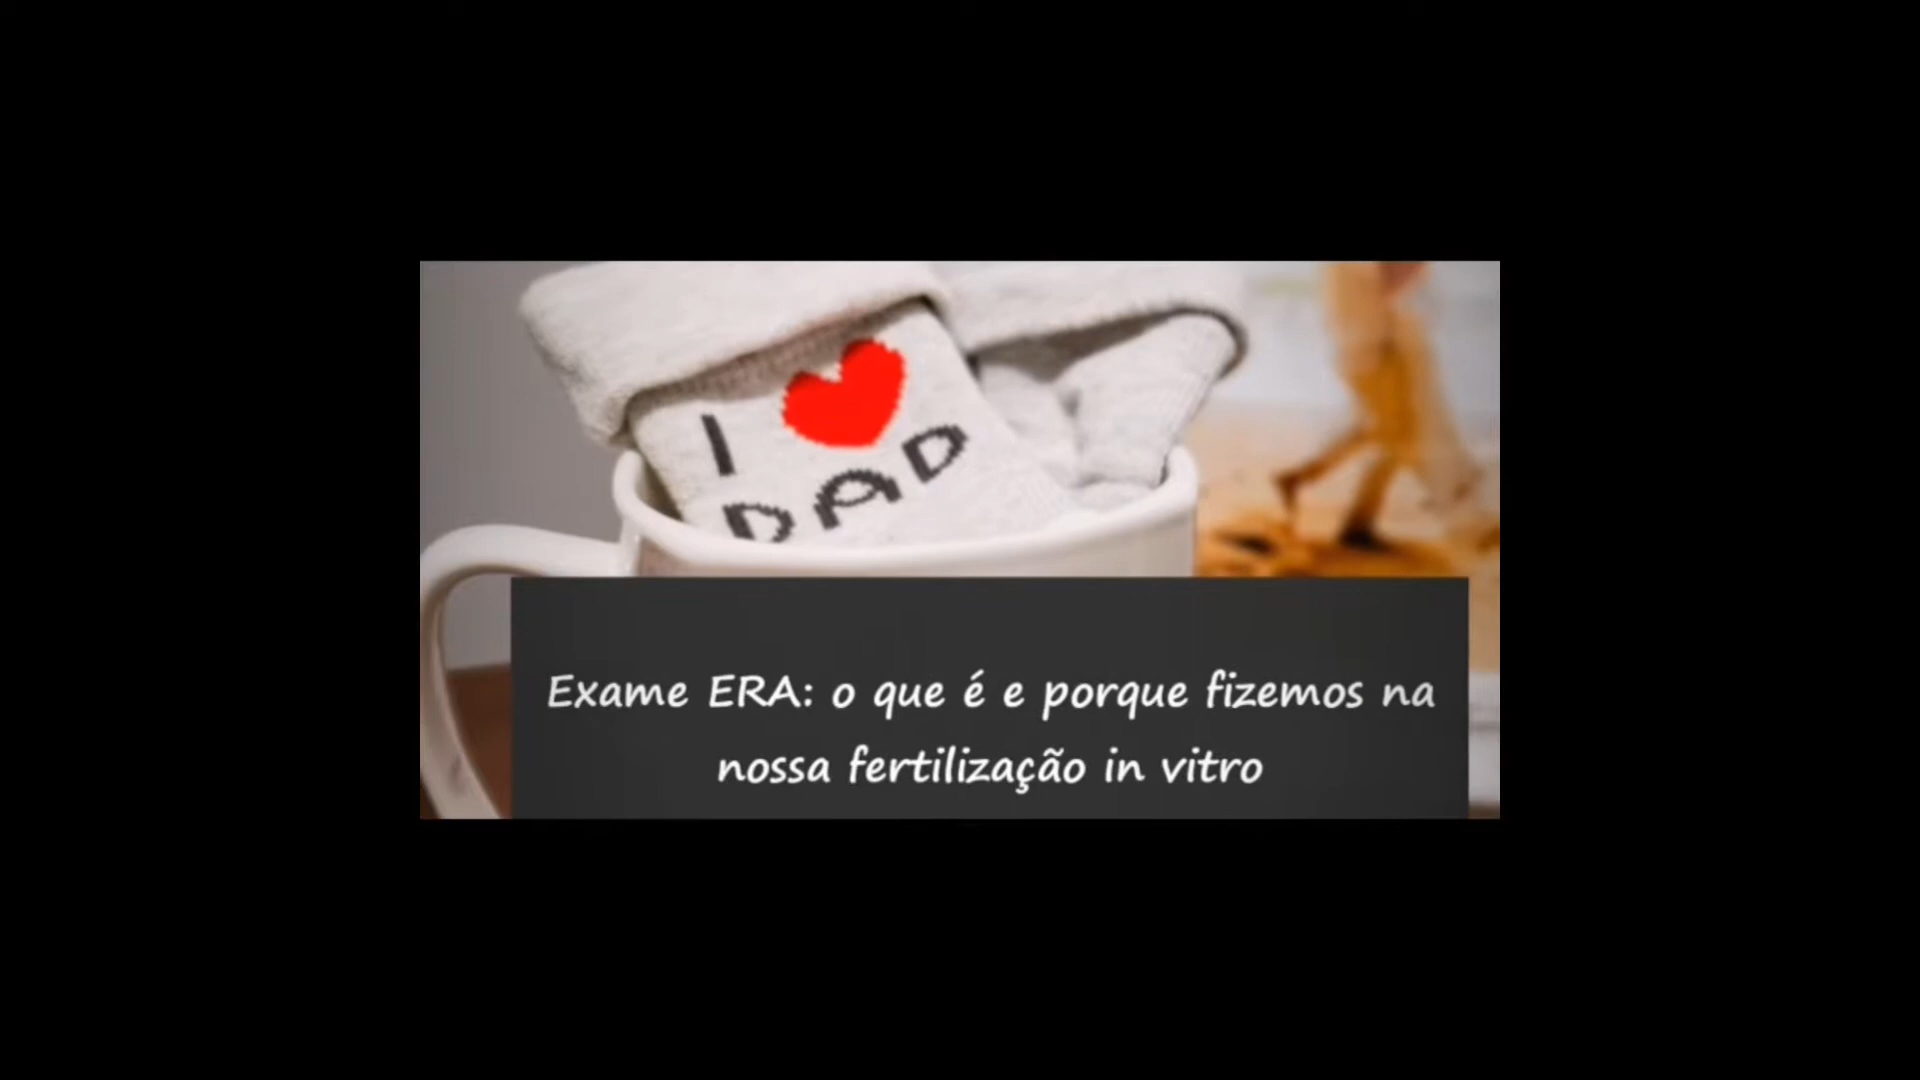 I
DAD
Exame ERA: o que é e porque fizemos na
nossa fertilização in vitro